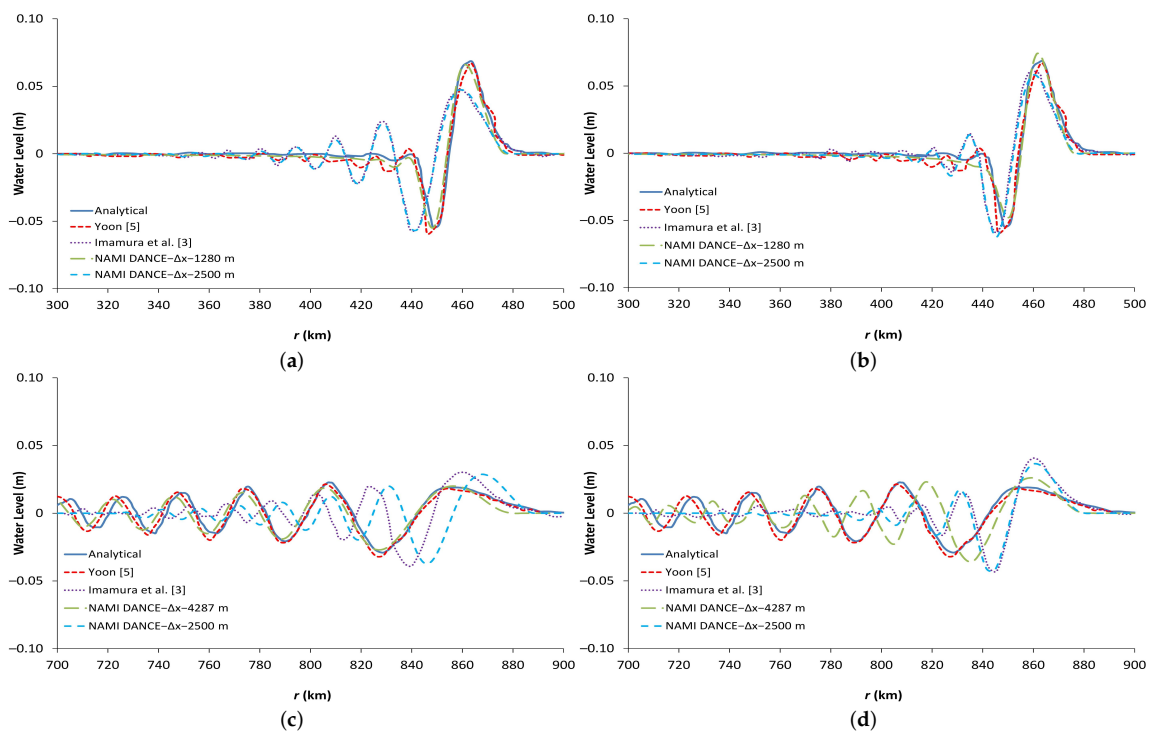 0.10
0.05
0
−0.05
−0.10
Water Level (m)
Analytical
Yoon [5]
Imamura et al. [3]
NAMI DANCE−Δx−1280 m
NAMI DANCE−Δx−2500 m
300 320 340 360 380 400 420 440 460 480 500
r (km)
(a)
0.10
0.05
0
−0.05
−0.10
Water Level (m)
Analytical
Yoon [5]
Imamura et al. [3]
NAMI DANCE−Δx−1280 m
NAMI DANCE−Δx−2500 m
300 320 340 360 380 400 420 440 460 480 500
r (km)
(b)
0.10
0.05
0
−0.05
−0.10
Water Level (m)
Analytical
Yoon [5]
Imamura et al. [3]
NAMI DANCE−Δx−4287 m
NAMI DANCE−Δx−2500 m
700 720 740 760 780 800 820 840 860 880 900
r (km)
(c)
0.10
0.05
0
−0.05
−0.10
Water Level (m)
Analytical
Yoon [5]
Imamura et al. [3]
NAMI DANCE−Δx−4287 m
NAMI DANCE−Δx−2500 m
700 720 740 760 780 800 820 840 860 880 900
r (km)
(d)